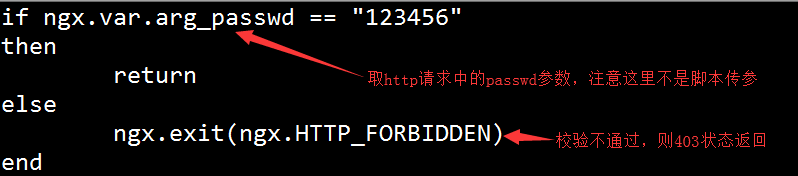 if ngx.var.arg_passwd == "123456"
then
return
取http请求中的passwd参数，注意这里不是脚本传参
else
ngx.exit(ngx.HTTP_FORBIDDEN)
校验不通过，则403状态返回
end